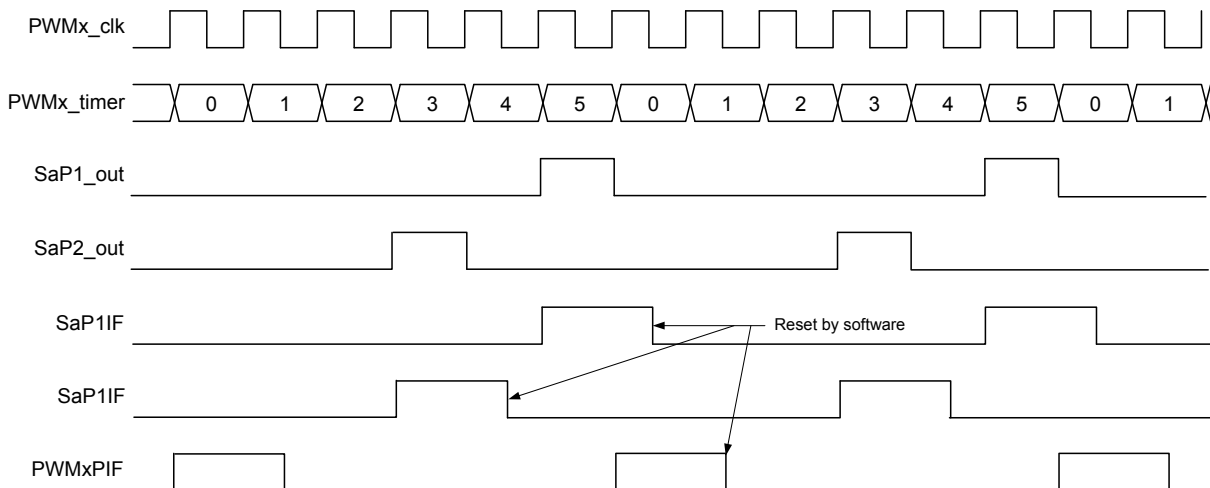 PWMx_clk
PWMx_timer 0 1 2 3 4 5 0 1 2 3 4 5 0 1
SaP1_out
SaP2_out
SaP1IF Reset by software
SaP1IF
PWMxPIF